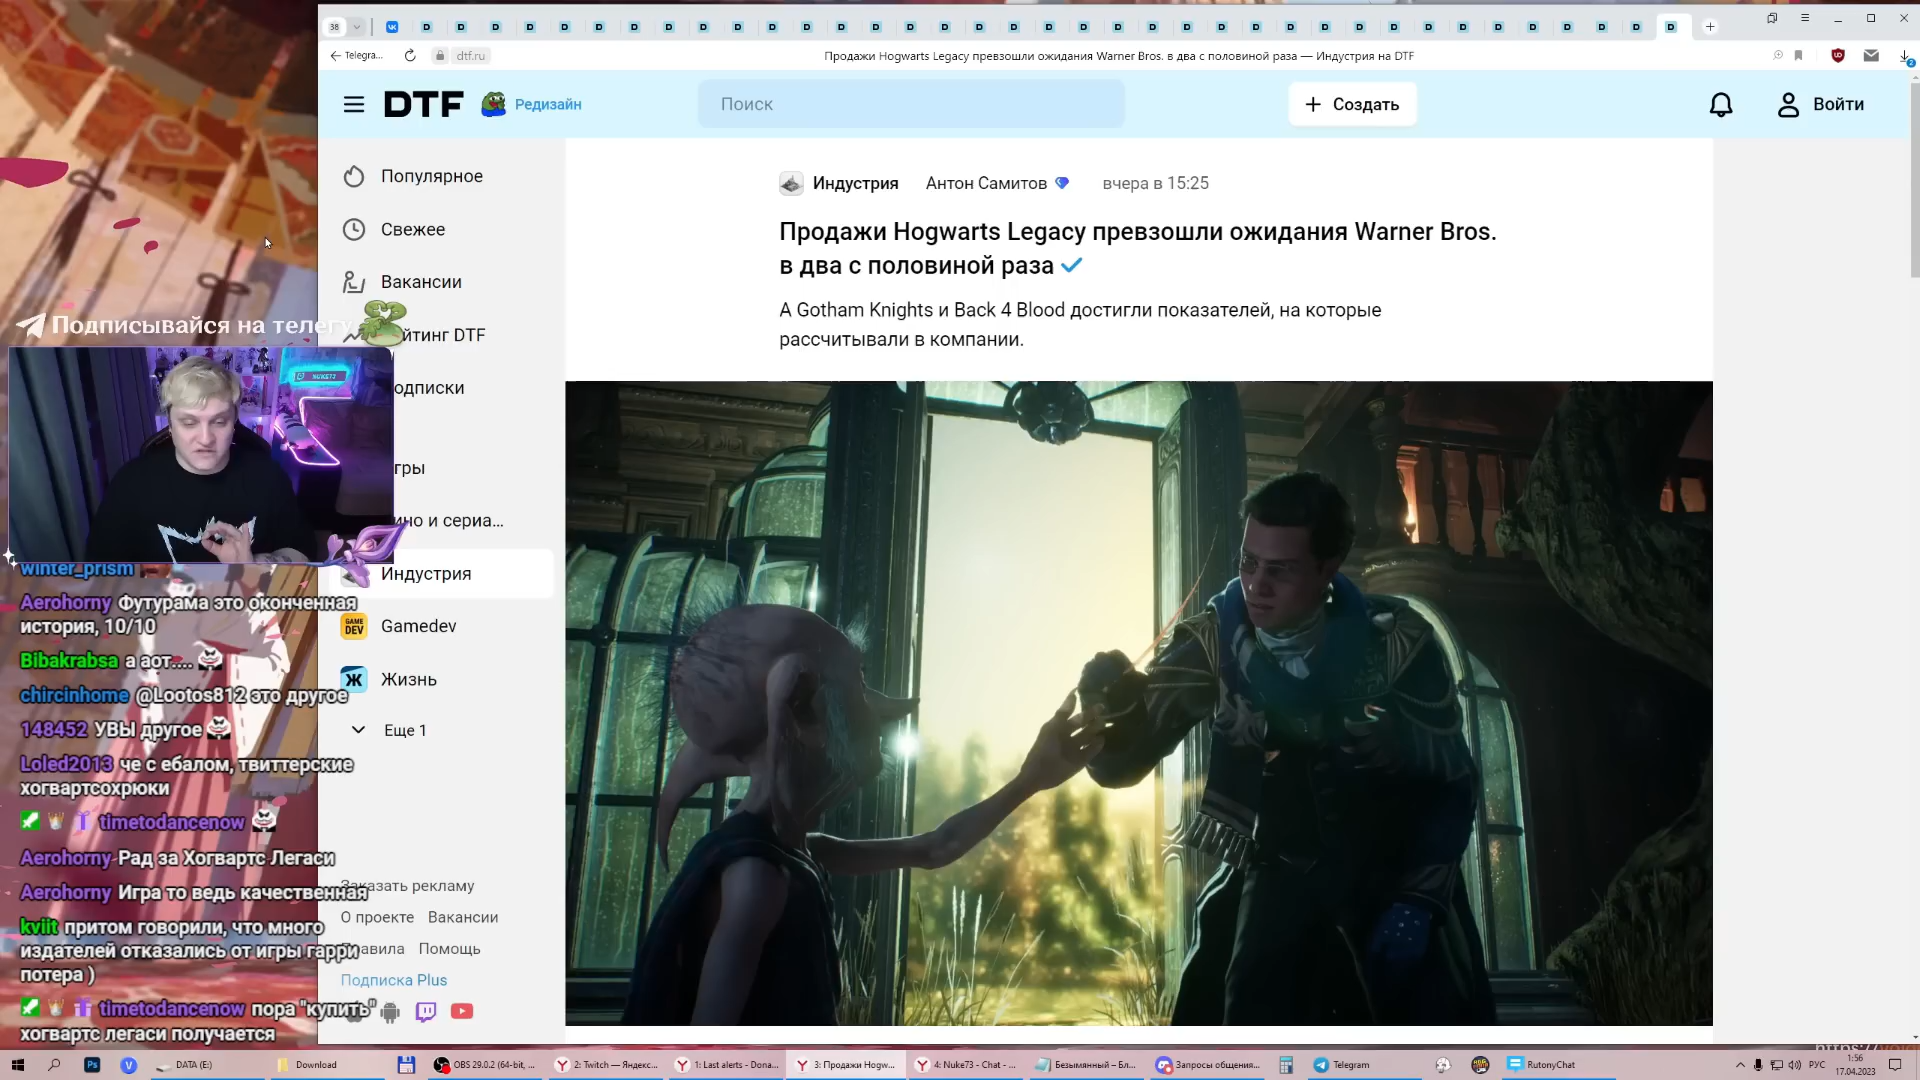 38
Telegra...
dtf.ru
Продажи Hogwarts Legacy превзошли ожидания Warner Bros. в два с половиной раза — Индустрия на DTF
DTF
Редизайн
Поиск
Создать
Войти
Популярное
Свежее
Вакансии
йтинг DTF
одписки
гры
ино и сериа...
Индустрия
Gamedev
Жизнь
Еще 1
Заказать рекламу
О проекте Вакансии
равила Помощь
Подписка Plus
Индустрия Антон Самитов вчера в 15:25
Продажи Hogwarts Legacy превзошли ожидания Warner Bros.
в два с половиной раза
А Gotham Knights и Back 4 Blood достигли показателей, на которые
рассчитывали в компании.
Подписывайся на телегу
NUKE73
winter_prism
Aerohorny Футурама это оконченная
история, 10/10
Bibakrabsa а аот....
chircinhome @Lootos812 это другое
148452 УВЫ другое
Loled2013 че с ебалом, твиттерские
хогвартсохрюки
timetodancenow
Aerohorny Рад за Хогвартс Легаси
Aerohorny Игра то ведь качественная
kviit притом говорили, что много
издателей отказались от игры гарри
потера )
timetodancenow пора "купить"
хогвартс легаси получается
DATA (E:)
Download
OBS 29.0.2 (64-bit, ...
2: Twitch — Яндекс...
1: Last alerts - Dona...
3: Продажи Hogw...
4: Nuke73 - Chat - ...
Безымянный – Бл...
Запросы общения...
Telegram
RutonyChat
РУС
1:56
17.04.2023